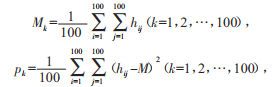 M_k = 1/100 ∑_{i=1}^{100} ∑_{j=1}^{100} h_{ij} (k=1,2,…,100),
p_k = 1/100 ∑_{i=1}^{100} ∑_{j=1}^{100} (h_{ij}-M)^2 (k=1,2,…,100),